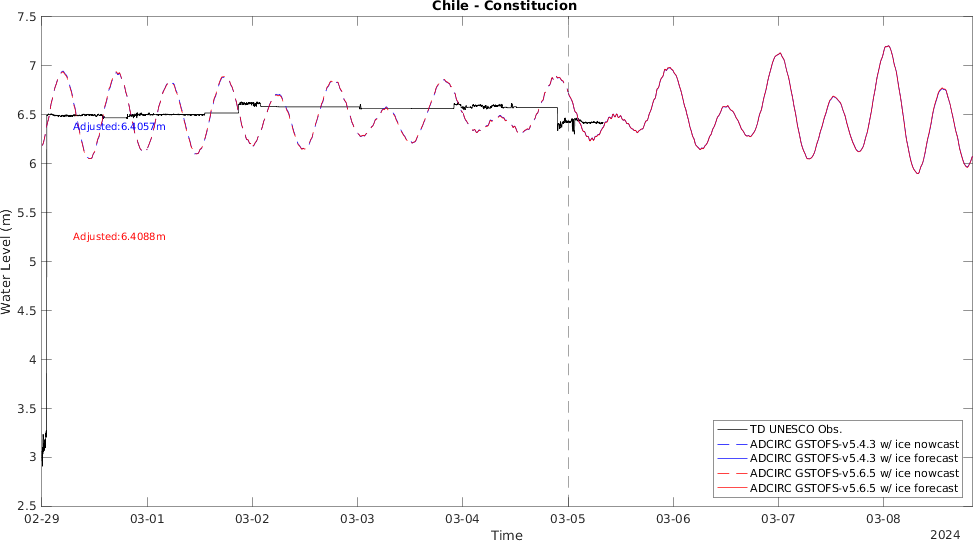 Chile - Constitucion
7.5
7
6.5
6
5.5
5
4.5
4
3.5
3
2.5
Water Level (m)
Adjusted:6.4057m
Adjusted:6.4088m
TD UNESCO Obs.
ADCIRC GSTOFS-v5.4.3 w/ ice nowcast
ADCIRC GSTOFS-v5.4.3 w/ ice forecast
ADCIRC GSTOFS-v5.6.5 w/ ice nowcast
ADCIRC GSTOFS-v5.6.5 w/ ice forecast
02-29 03-01 03-02 03-03 03-04 03-05 03-06 03-07 03-08
Time
2024